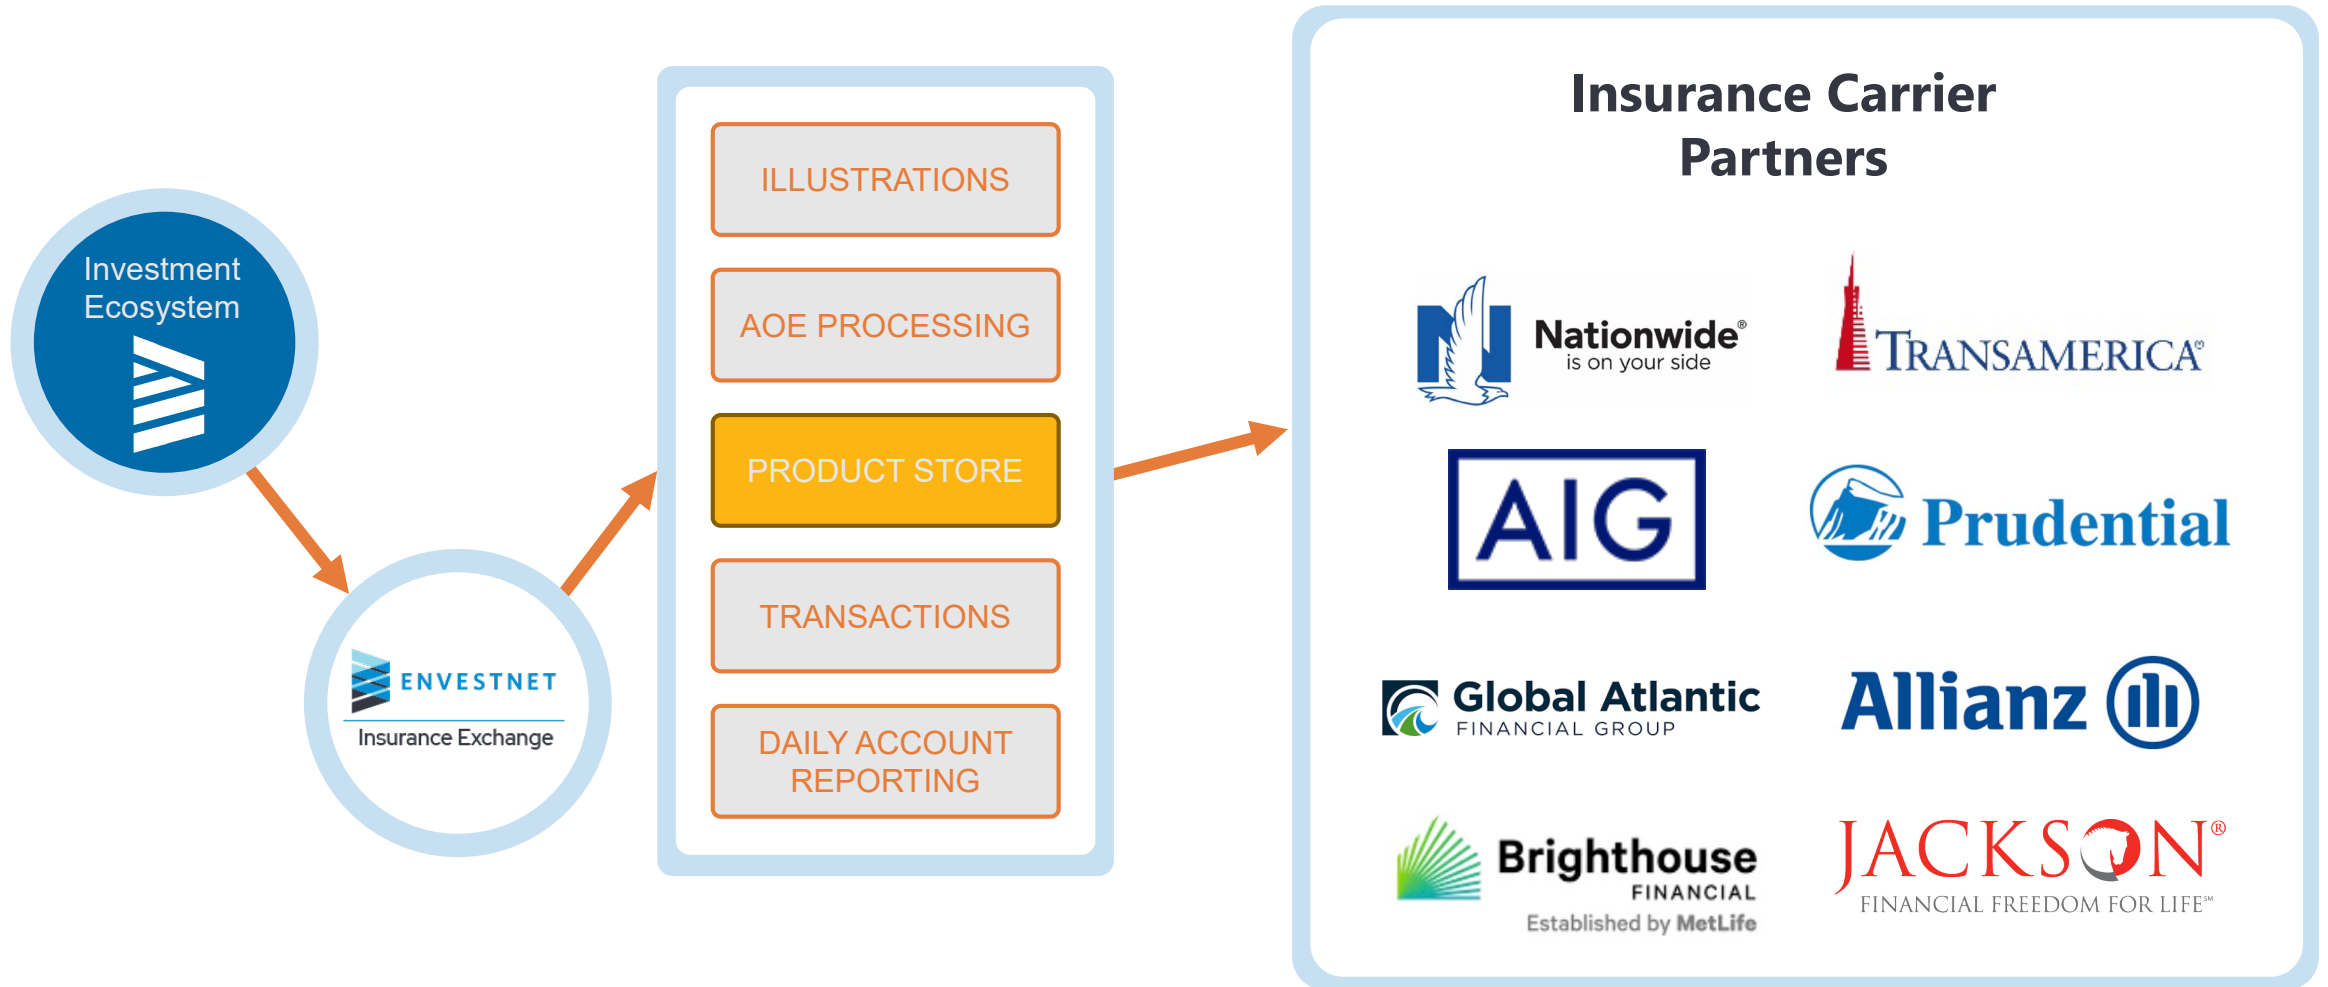 Investment
Ecosystem
ENVESTNET
Insurance Exchange
ILLUSTRATIONS
AOE PROCESSING
PRODUCT STORE
TRANSACTIONS
DAILY ACCOUNT
REPORTING
Insurance Carrier
Partners
Nationwide®
is on your side
TRANSAMERICA®
AIG
Prudential
Global Atlantic
FINANCIAL GROUP
Allianz
Brighthouse
FINANCIAL
Established by MetLife
JACKSON®
FINANCIAL FREEDOM FOR LIFE℠